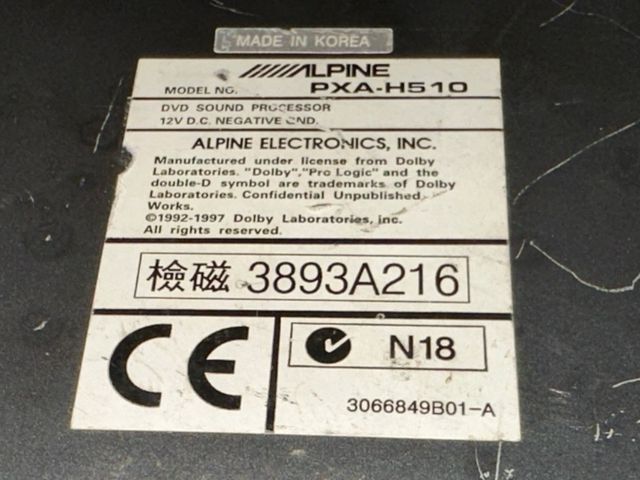 MADE IN KOREA
ALPINE
MODEL NO. PXA-H510
DVD SOUND PROCESSOR
12V D.C. NEGATIVE GND.
ALPINE ELECTRONICS, INC.
Manufactured under license from Dolby
Laboratories. "Dolby","Pro Logic" and the
double-D symbol are trademarks of Dolby
Laboratories. Confidential Unpublished
Works.
©1992-1997 Dolby Laboratories, inc.
All rights reserved.
檢磁 3893A216
CE
N18
3066849B01-A